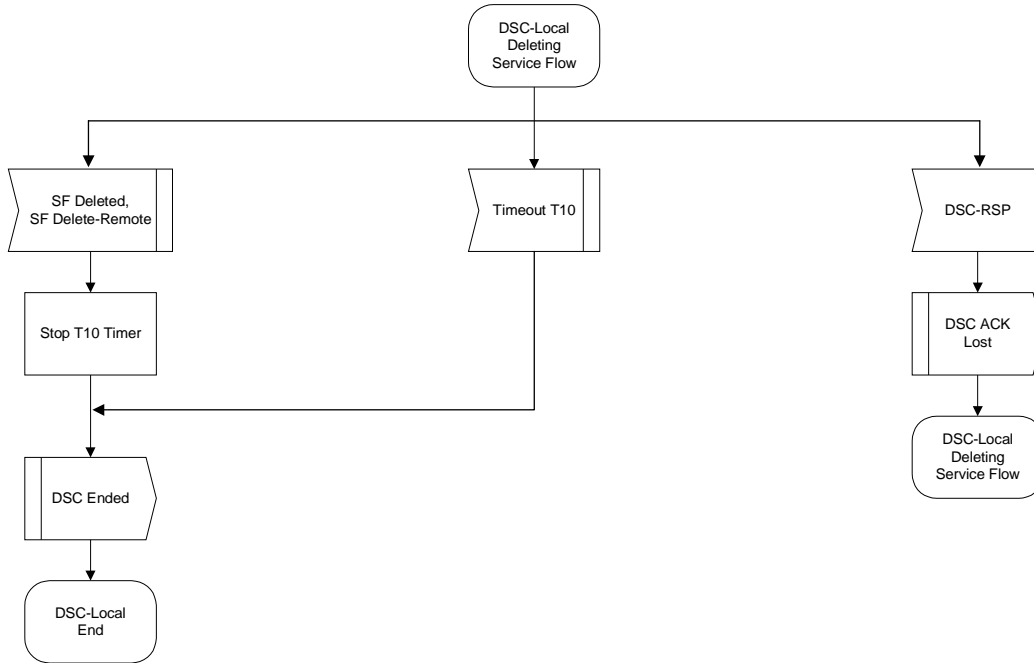 DSC-Local
Deleting
Service Flow
SF Deleted,
SF Delete-Remote
Timeout T10
DSC-RSP
Stop T10 Timer
DSC ACK
Lost
DSC-Local
Deleting
Service Flow
DSC Ended
DSC-Local
End